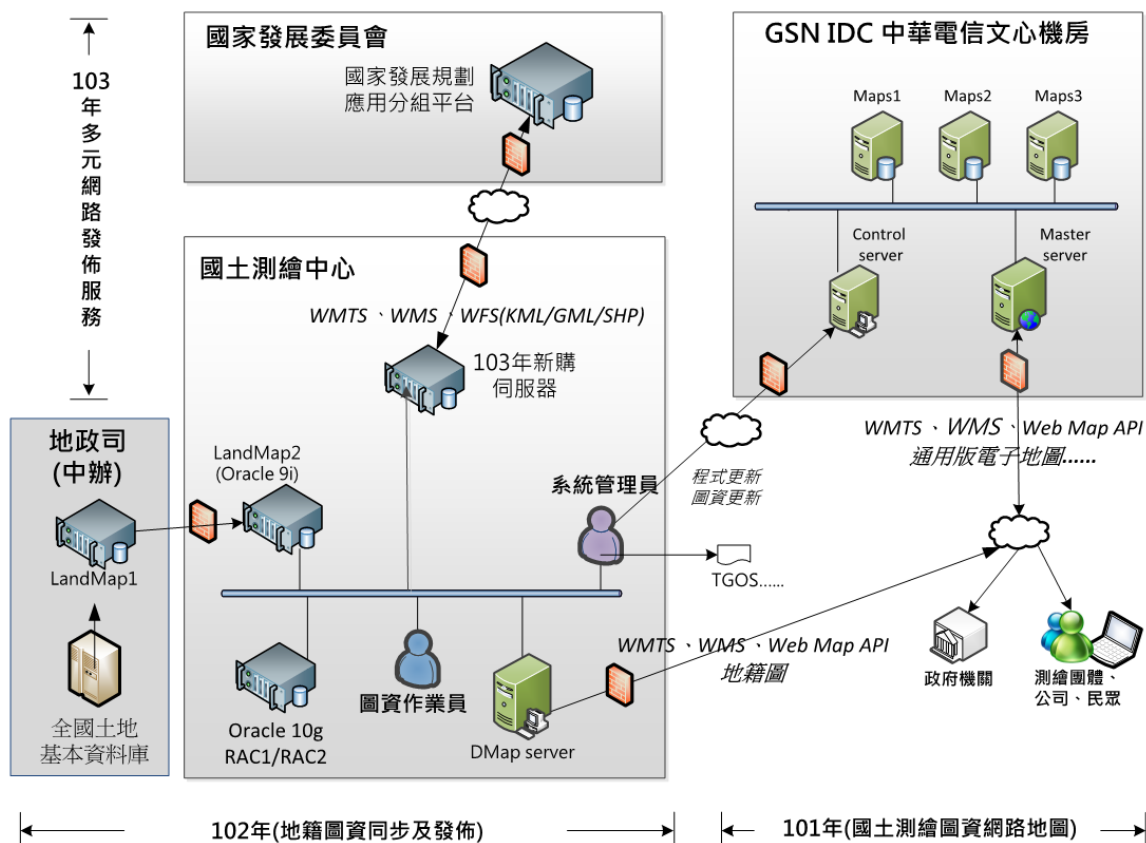 103
年
多
元
網
路
發
佈
服
務
國家發展委員會
國家發展規劃
應用分組平台
GSN IDC 中華電信文心機房
Maps1
Maps2
Maps3
Control
server
Master
server
國土測繪中心
WMTS、WMS、WFS(KML/GML/SHP)
103年新購
伺服器
地政司
(中辦)
LandMap1
全國土地
基本資料庫
LandMap2
(Oracle 9i)
系統管理員
程式更新
圖資更新
TGOS......
WMTS、WMS、Web Map API
通用版電子地圖......
WMTS、WMS、Web Map API
地籍圖
Oracle 10g
RAC1/RAC2
圖資作業員
DMap server
政府機關
測繪團體、
公司、民眾
102年(地籍圖資同步及發佈)
101年(國土測繪圖資網路地圖)